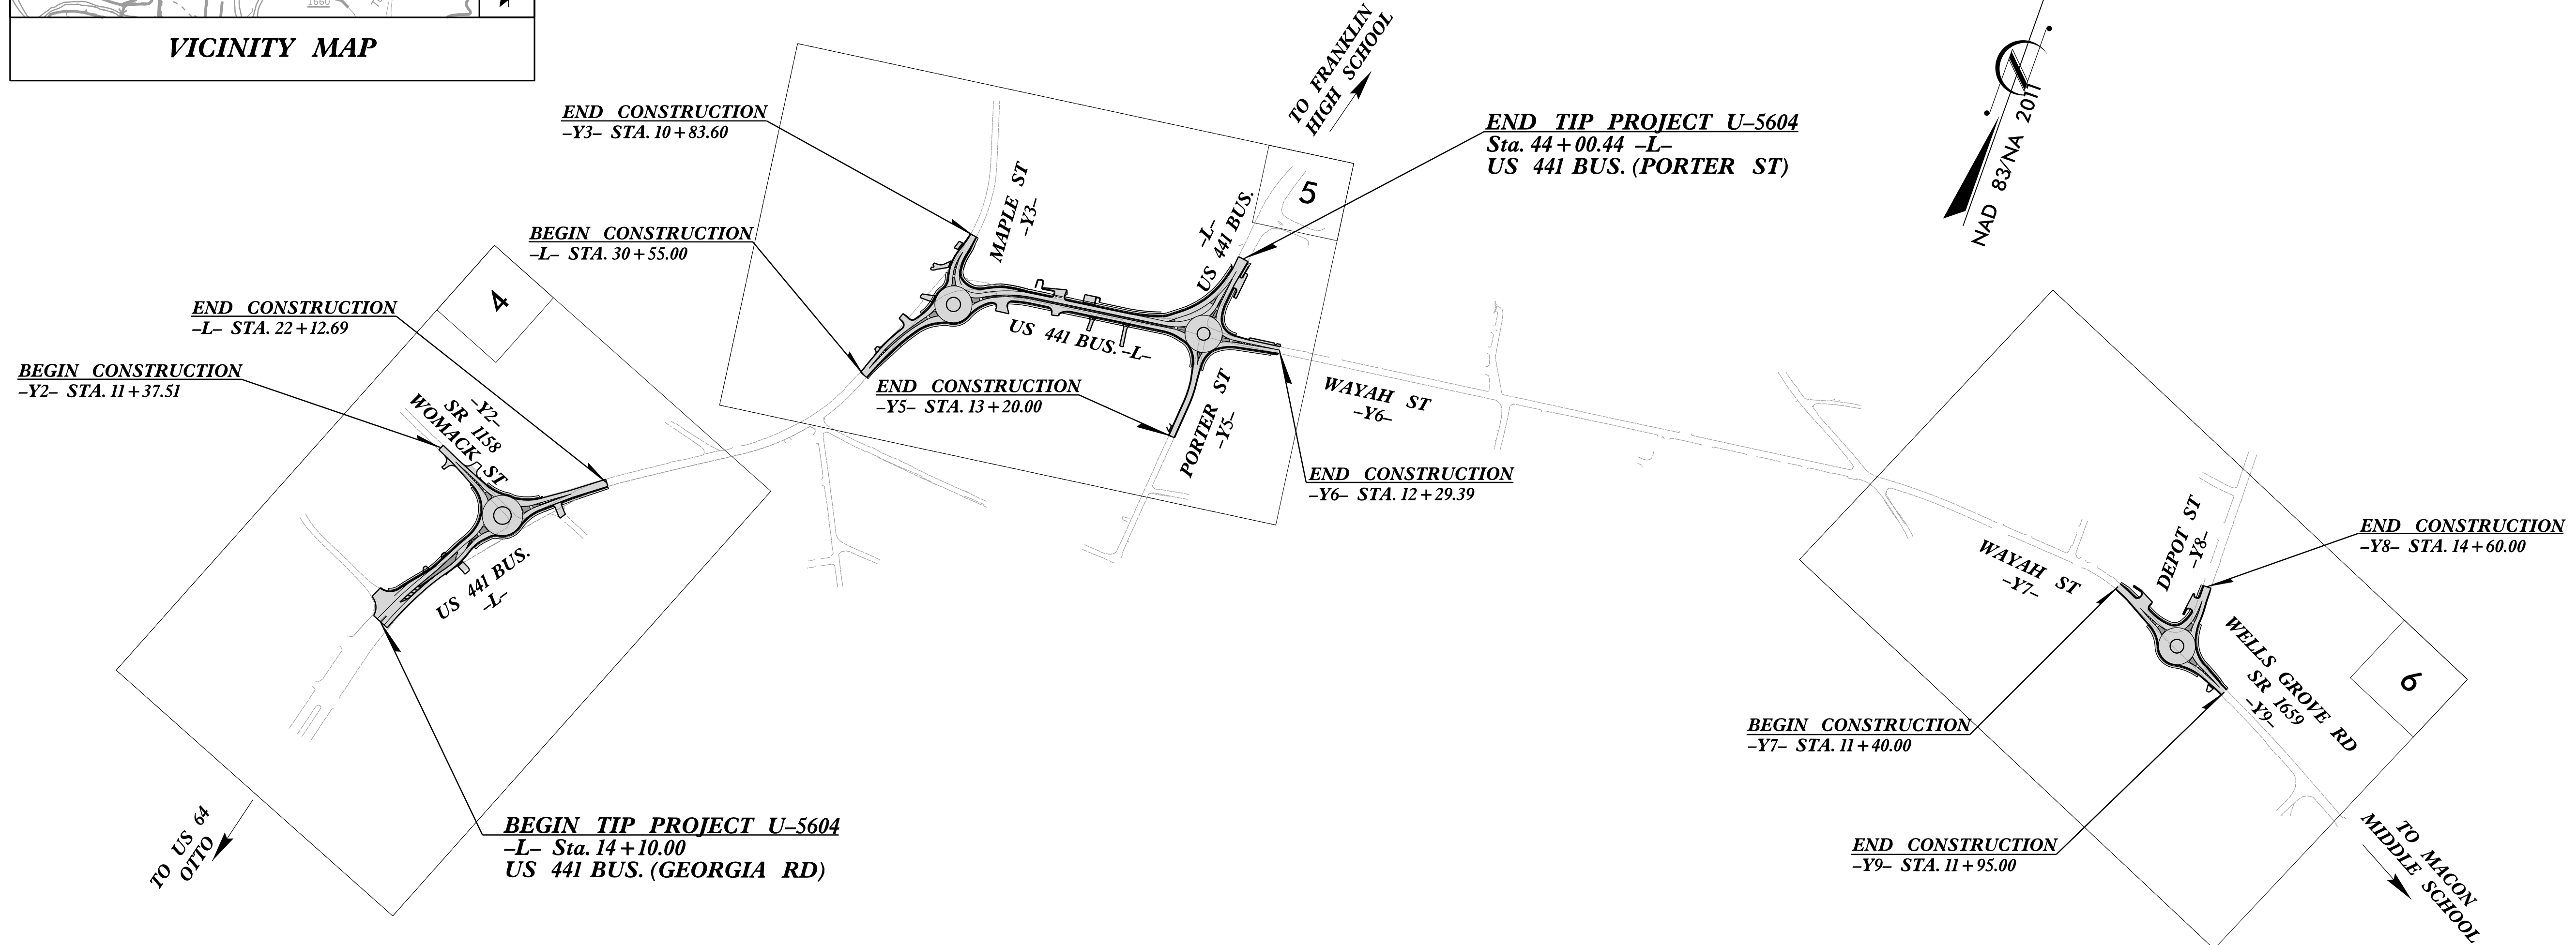 1660
VICINITY MAP
END CONSTRUCTION
–Y3– STA. 10+83.60
BEGIN CONSTRUCTION
–L– STA. 30+55.00
END CONSTRUCTION
–L– STA. 22+12.69
BEGIN CONSTRUCTION
–Y2– STA. 11+37.51
4
–Y2–
SR 1158
WOMACK ST
US 441 BUS.
–L–
TO US 64
OTTO
BEGIN TIP PROJECT U–5604
–L– Sta. 14+10.00
US 441 BUS. (GEORGIA RD)
MAPLE ST
–Y3–
US 441 BUS. –L–
–L–
US 441 BUS.
5
TO FRANKLIN
HIGH SCHOOL
END TIP PROJECT U–5604
Sta. 44+00.44 –L–
US 441 BUS. (PORTER ST)
END CONSTRUCTION
–Y5– STA. 13+20.00
PORTER ST
–Y5–
WAYAH ST
–Y6–
END CONSTRUCTION
–Y6– STA. 12+29.39
NAD 83/NA 2011
WAYAH ST
–Y7–
DEPOT ST
–Y8–
END CONSTRUCTION
–Y8– STA. 14+60.00
WELLS GROVE RD
SR 1659
–Y9–
6
BEGIN CONSTRUCTION
–Y7– STA. 11+40.00
END CONSTRUCTION
–Y9– STA. 11+95.00
TO MACON
MIDDLE SCHOOL